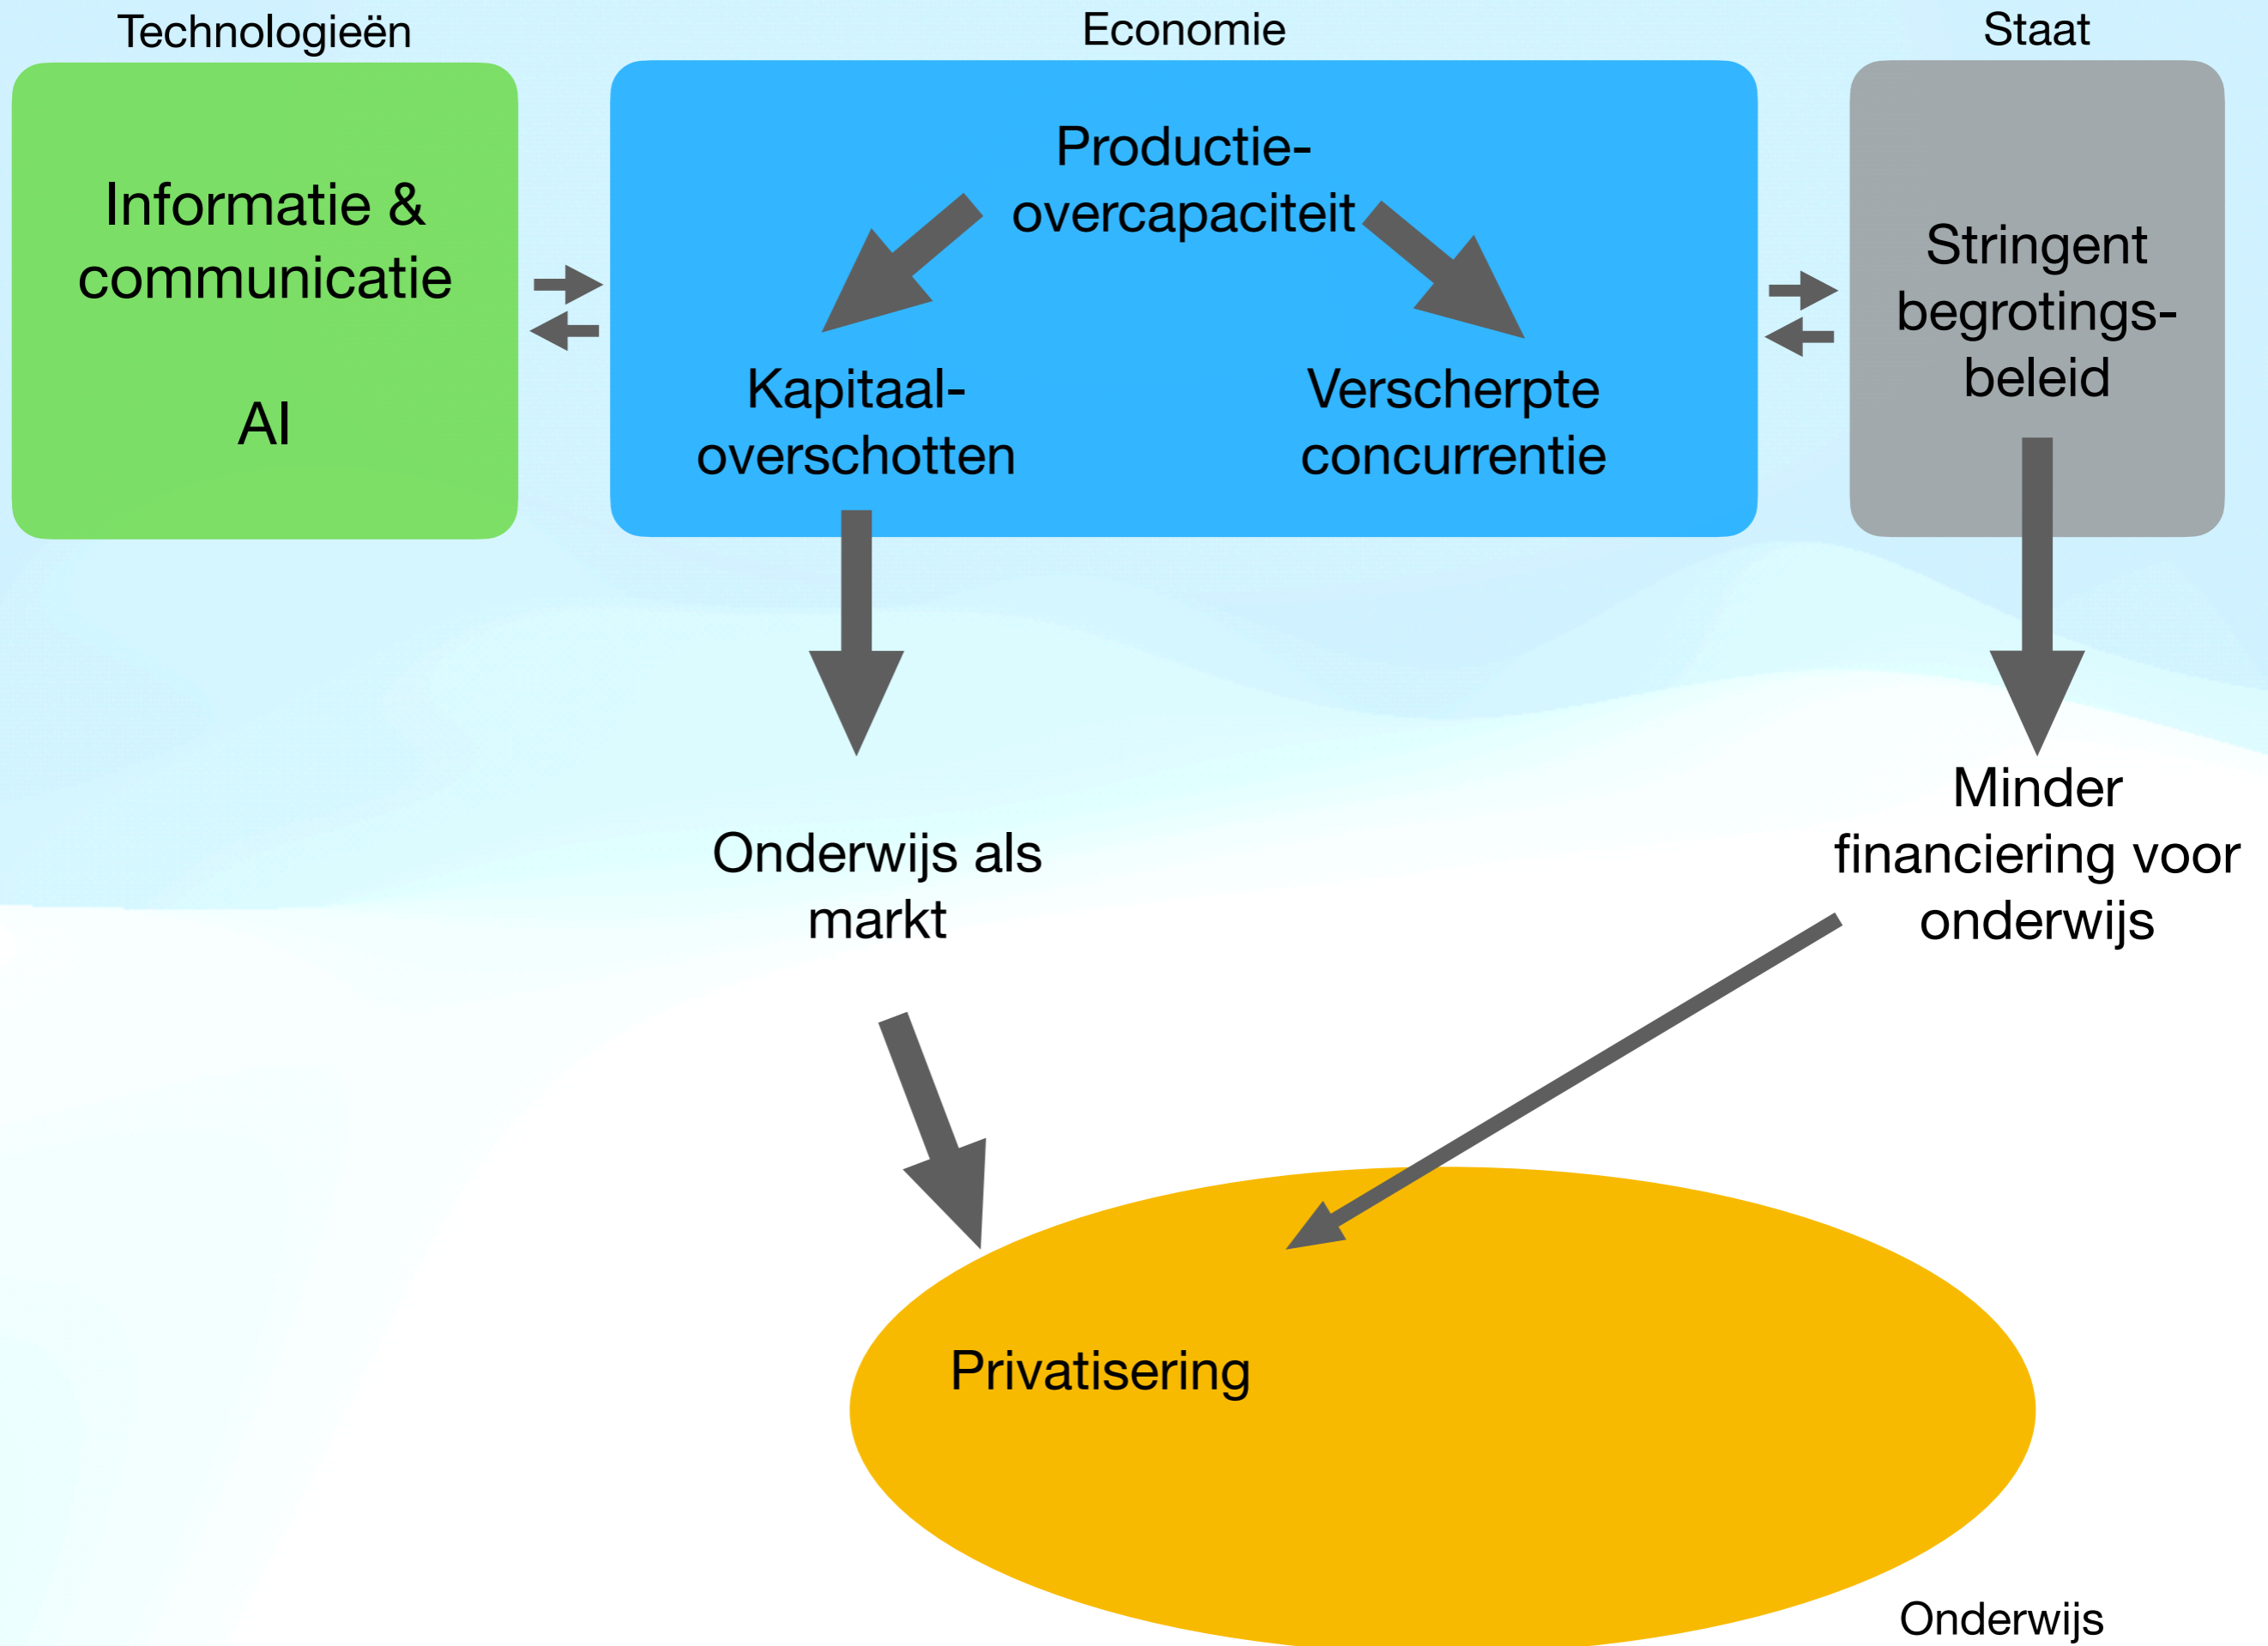 Technologieën
Economie
Staat
Informatie &
communicatie
AI
Productie-
overcapaciteit
Kapitaal-
overschotten
Verscherpte
concurrentie
Stringent
begrotings-
beleid
Onderwijs als
markt
Minder
financiering voor
onderwijs
Privatisering
Onderwijs